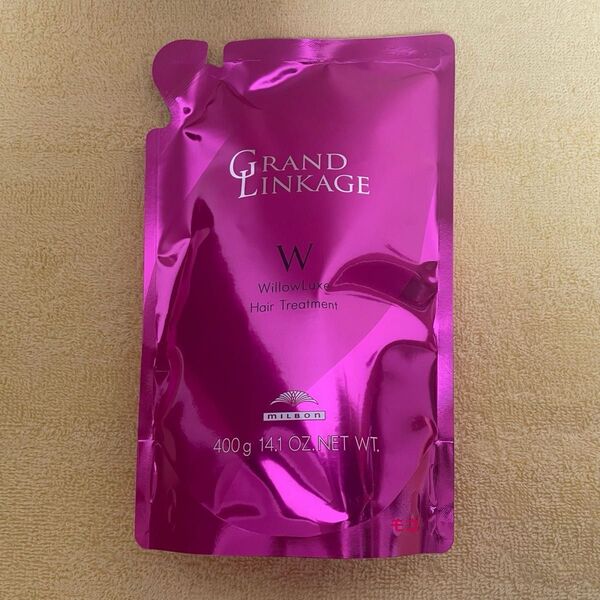 GRAND
LINKAGE
W
WillowLuxe
Hair Treatment
MILBON
400g 14.1 OZ. NET WT.